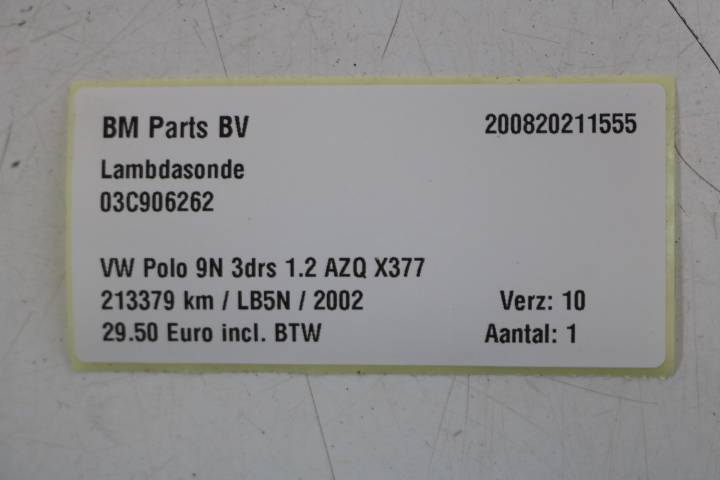 BM Parts BV 200820211555
Lambdasonde
03C906262
VW Polo 9N 3drs 1.2 AZQ X377
213379 km / LB5N / 2002 Verz: 10
29.50 Euro incl. BTW Aantal: 1